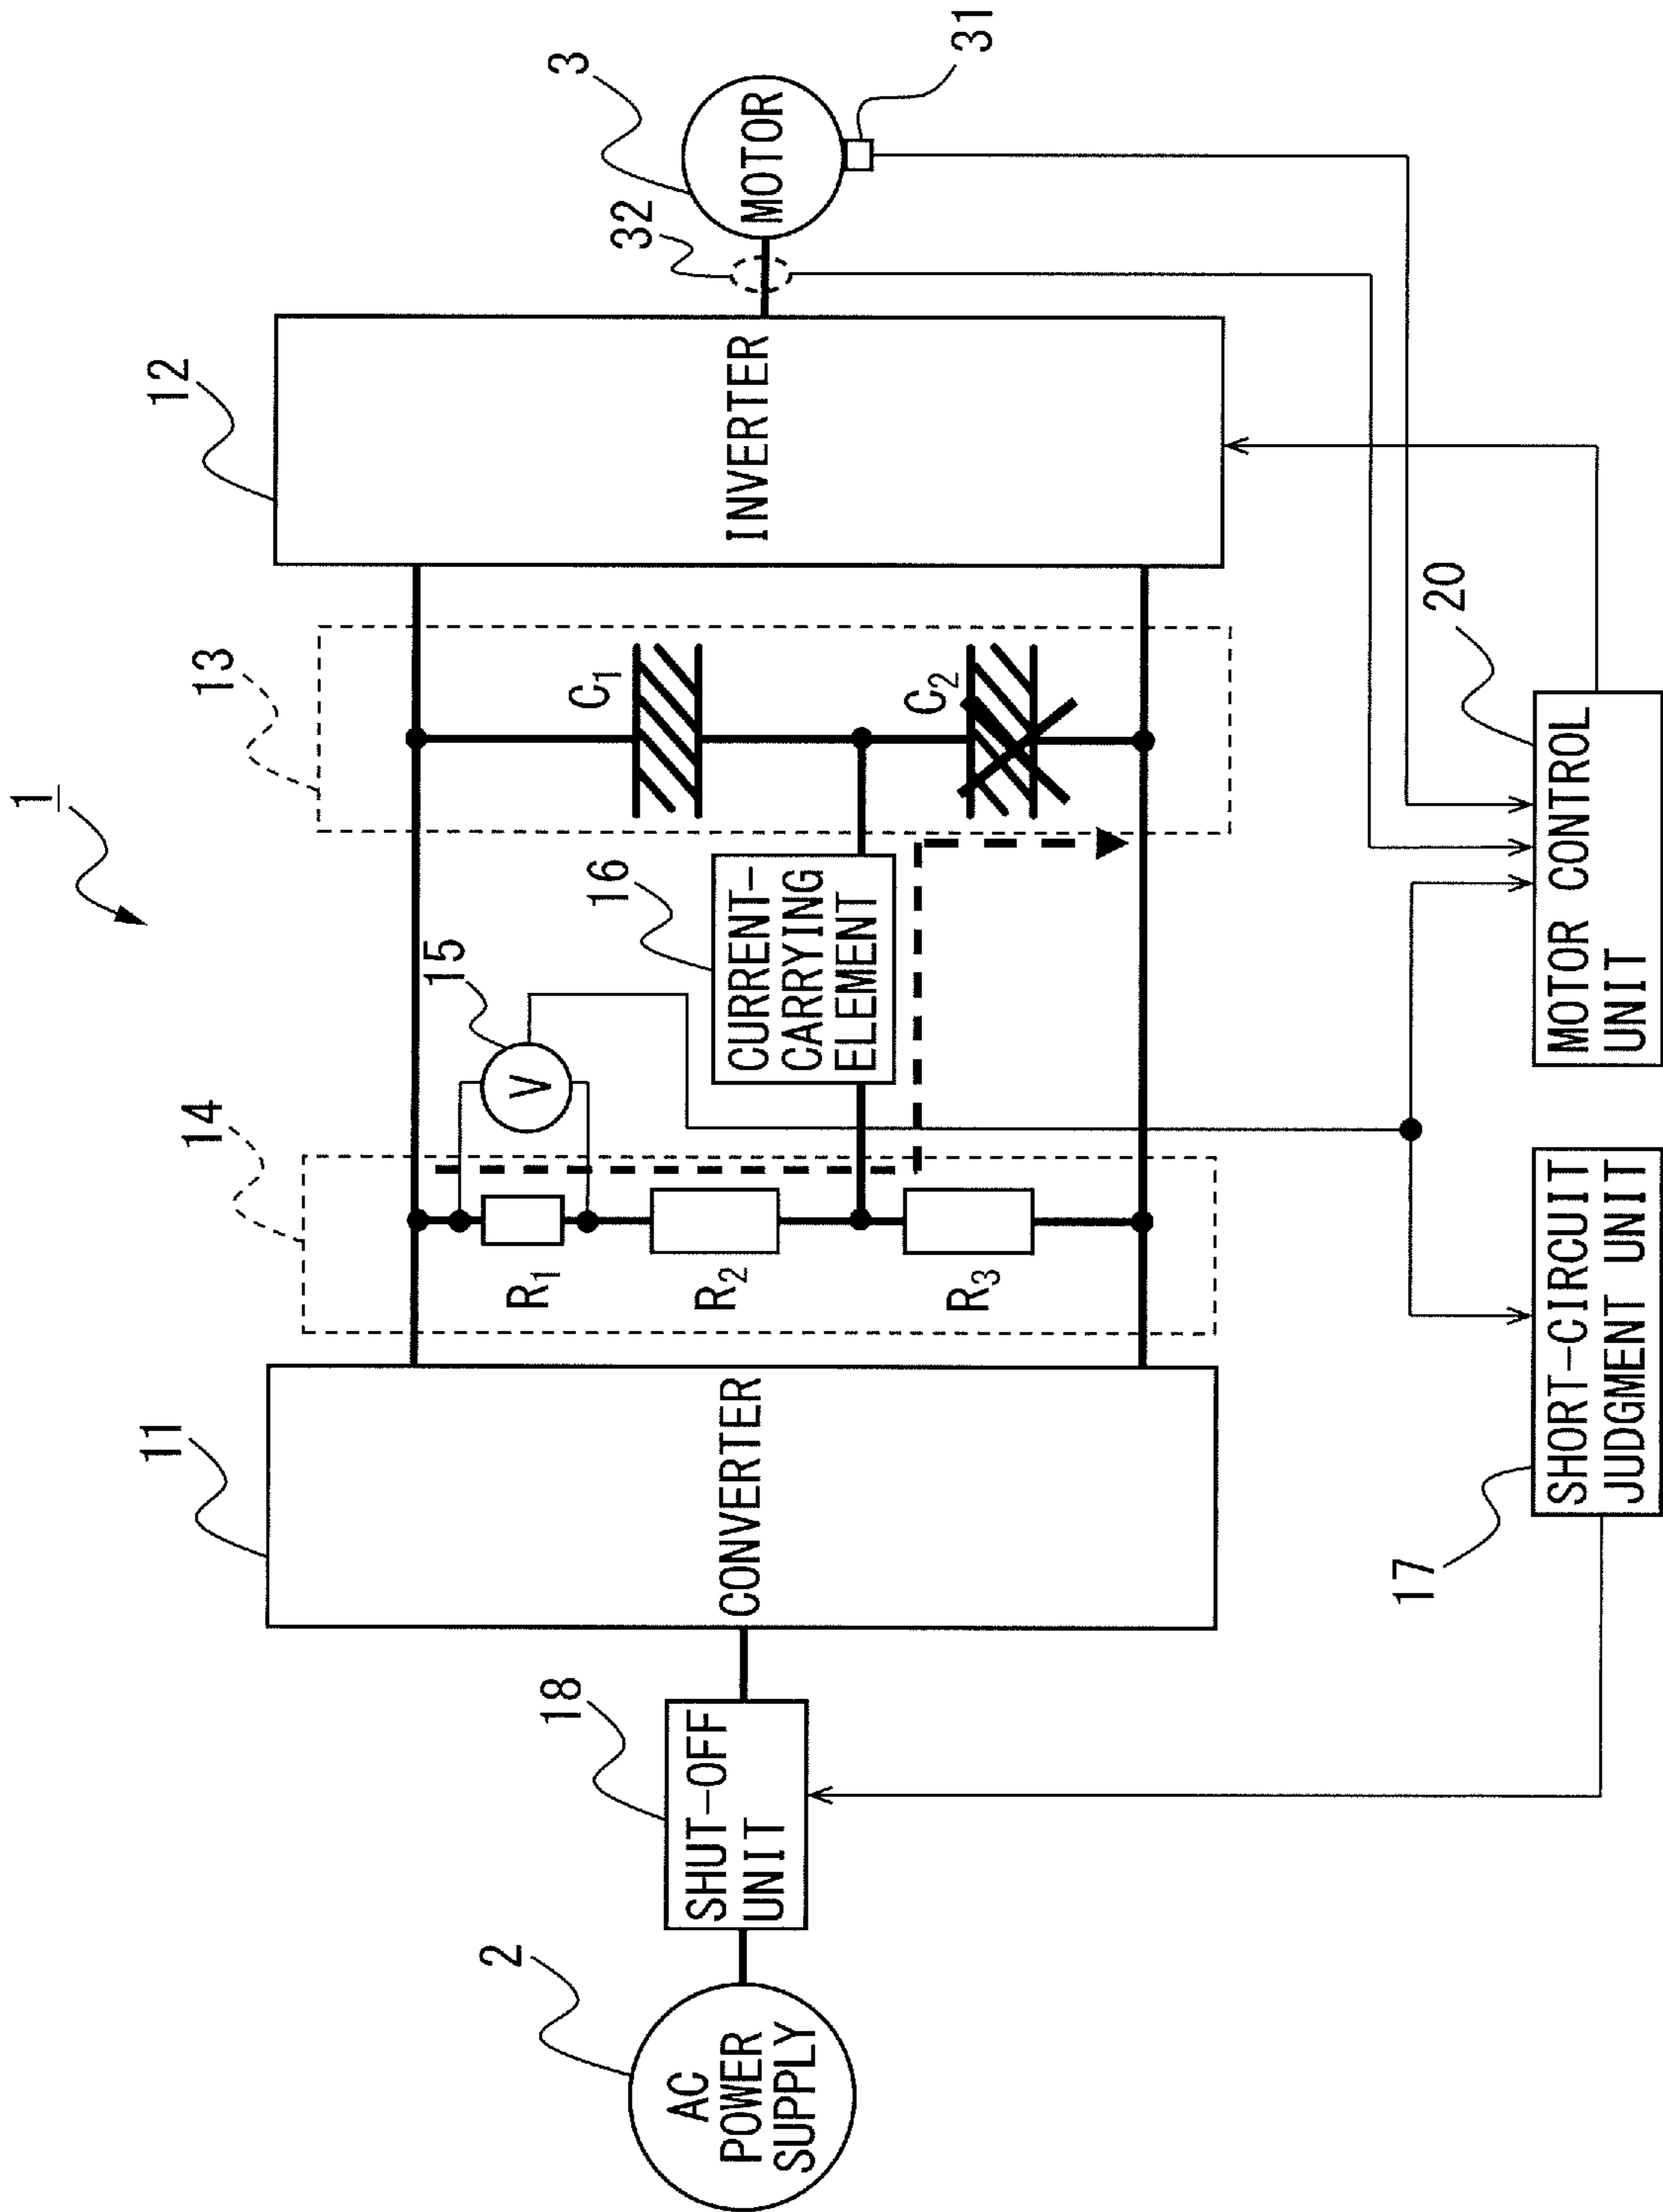 1
11
12
13
14
15
16
18
2
3
32
31
20
17
AC
POWER
SUPPLY
SHUT-OFF
UNIT
CONVERTER
R1
R2
R3
V
CURRENT-
CARRYING
ELEMENT
C1
C2
INVERTER
MOTOR
SHORT-CIRCUIT
JUDGMENT UNIT
MOTOR CONTROL
UNIT